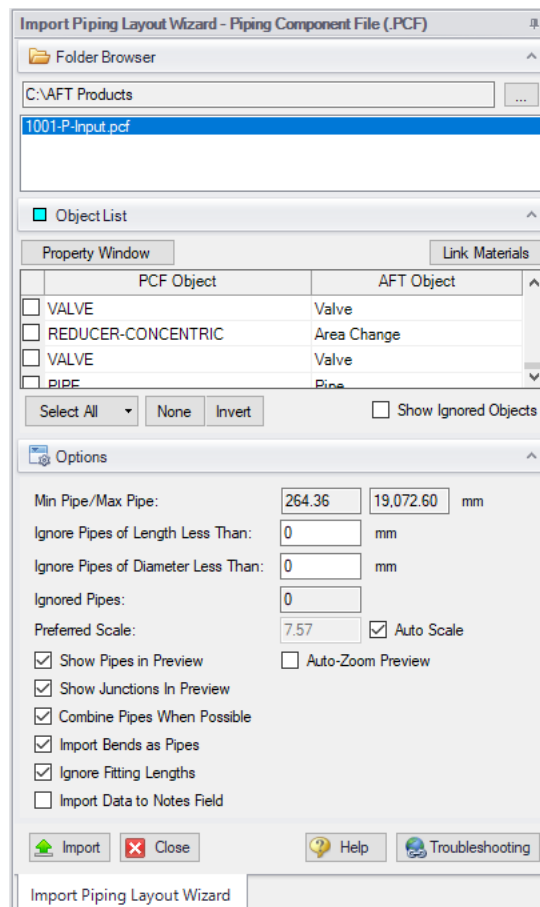 Import Piping Layout Wizard - Piping Component File (.PCF)
Folder Browser
C:\AFT Products ...
1001-P-Input.pcf
Object List
Property Window Link Materials
PCF Object AFT Object
VALVE Valve
REDUCER-CONCENTRIC Area Change
VALVE Valve
PIPE Pipe
Select All None Invert Show Ignored Objects
Options
Min Pipe/Max Pipe: 264.36 19,072.60 mm
Ignore Pipes of Length Less Than: 0 mm
Ignore Pipes of Diameter Less Than: 0 mm
Ignored Pipes: 0
Preferred Scale: 7.57 Auto Scale
Show Pipes in Preview Auto-Zoom Preview
Show Junctions In Preview
Combine Pipes When Possible
Import Bends as Pipes
Ignore Fitting Lengths
Import Data to Notes Field
Import Close Help Troubleshooting
Import Piping Layout Wizard